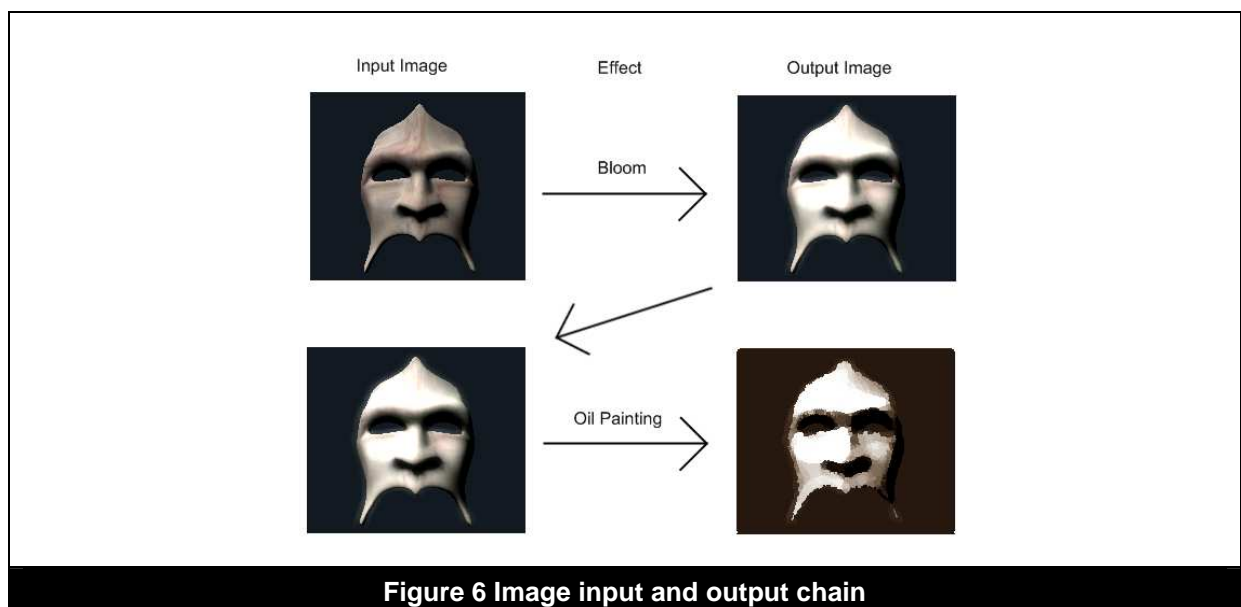 Input Image Effect Output Image
Bloom
Oil Painting
Figure 6 Image input and output chain